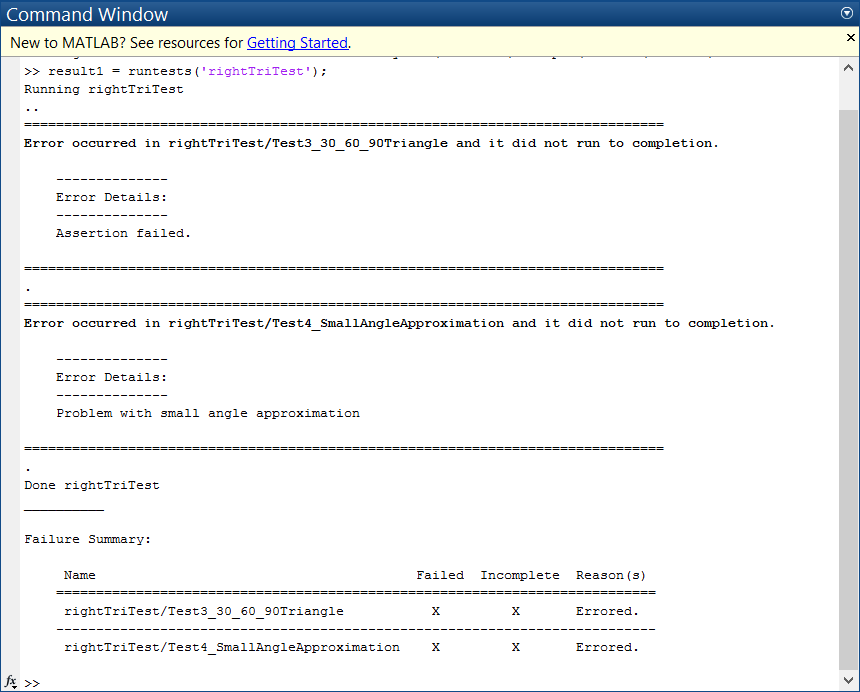 Command Window
New to MATLAB? See resources for Getting Started.
>> result1 = runtests('rightTriTest');
Running rightTriTest
..
================================================================================
Error occurred in rightTriTest/Test3_30_60_90Triangle and it did not run to completion.
--------------
Error Details:
--------------
Assertion failed.
================================================================================
.
================================================================================
Error occurred in rightTriTest/Test4_SmallAngleApproximation and it did not run to completion.
--------------
Error Details:
--------------
Problem with small angle approximation
================================================================================
.
Done rightTriTest
__________
Failure Summary:
Name Failed Incomplete Reason(s)
===========================================================================
rightTriTest/Test3_30_60_90Triangle X X Errored.
---------------------------------------------------------------------------
rightTriTest/Test4_SmallAngleApproximation X X Errored.
fx >>